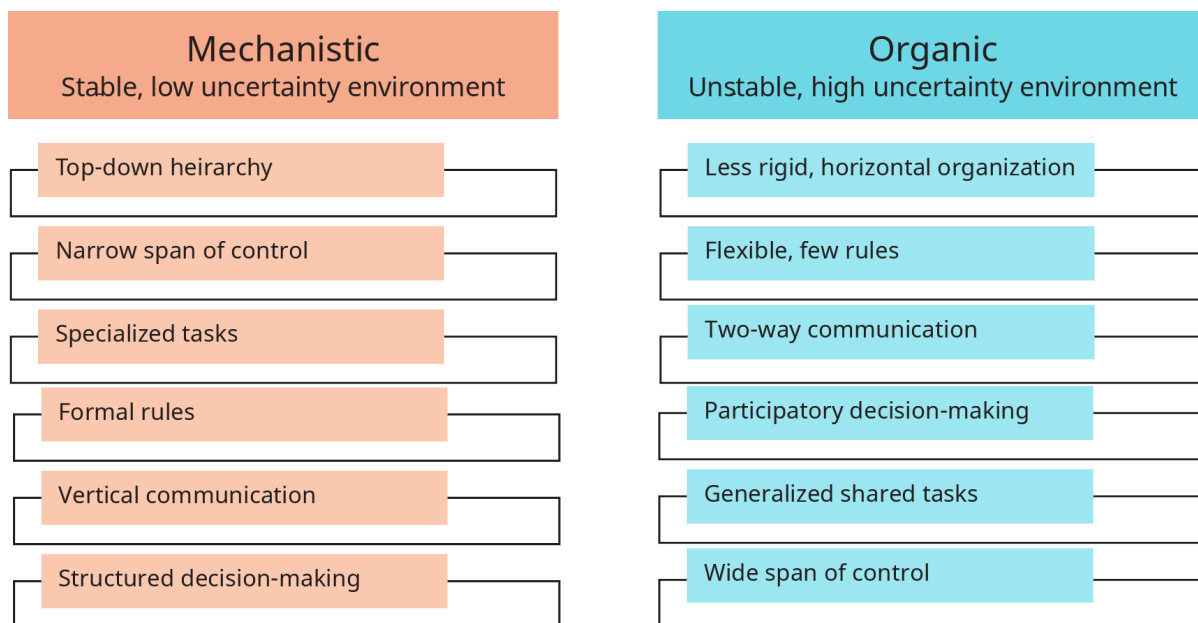 Mechanistic
Stable, low uncertainty environment
Top-down heirarchy
Narrow span of control
Specialized tasks
Formal rules
Vertical communication
Structured decision-making
Organic
Unstable, high uncertainty environment
Less rigid, horizontal organization
Flexible, few rules
Two-way communication
Participatory decision-making
Generalized shared tasks
Wide span of control